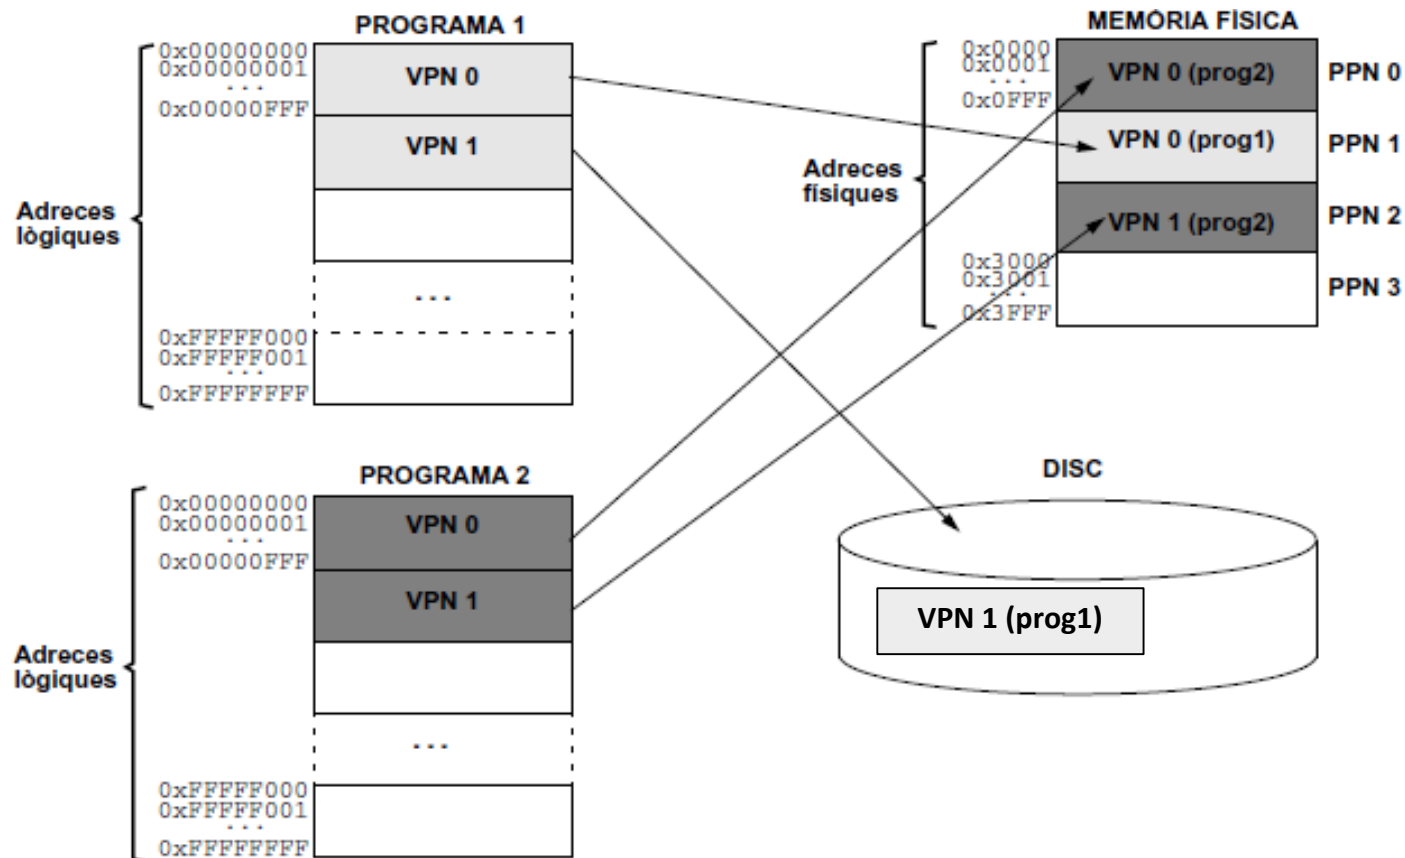 PROGRAMA 1
0x00000000
0x00000001
...
0x00000FFF
VPN 0
VPN 1
Adreces
lògiques
...
0xFFFFF000
0xFFFFF001
...
0xFFFFFFFF
MEMÒRIA FÍSICA
0x0000
0x0001
...
0x0FFF
VPN 0 (prog2)
PPN 0
VPN 0 (prog1)
PPN 1
Adreces
físiques
VPN 1 (prog2)
PPN 2
0x3000
0x3001
...
0x3FFF
PPN 3
PROGRAMA 2
0x00000000
0x00000001
...
0x00000FFF
VPN 0
VPN 1
Adreces
lògiques
...
0xFFFFF000
0xFFFFF001
...
0xFFFFFFFF
DISC
VPN 1 (prog1)